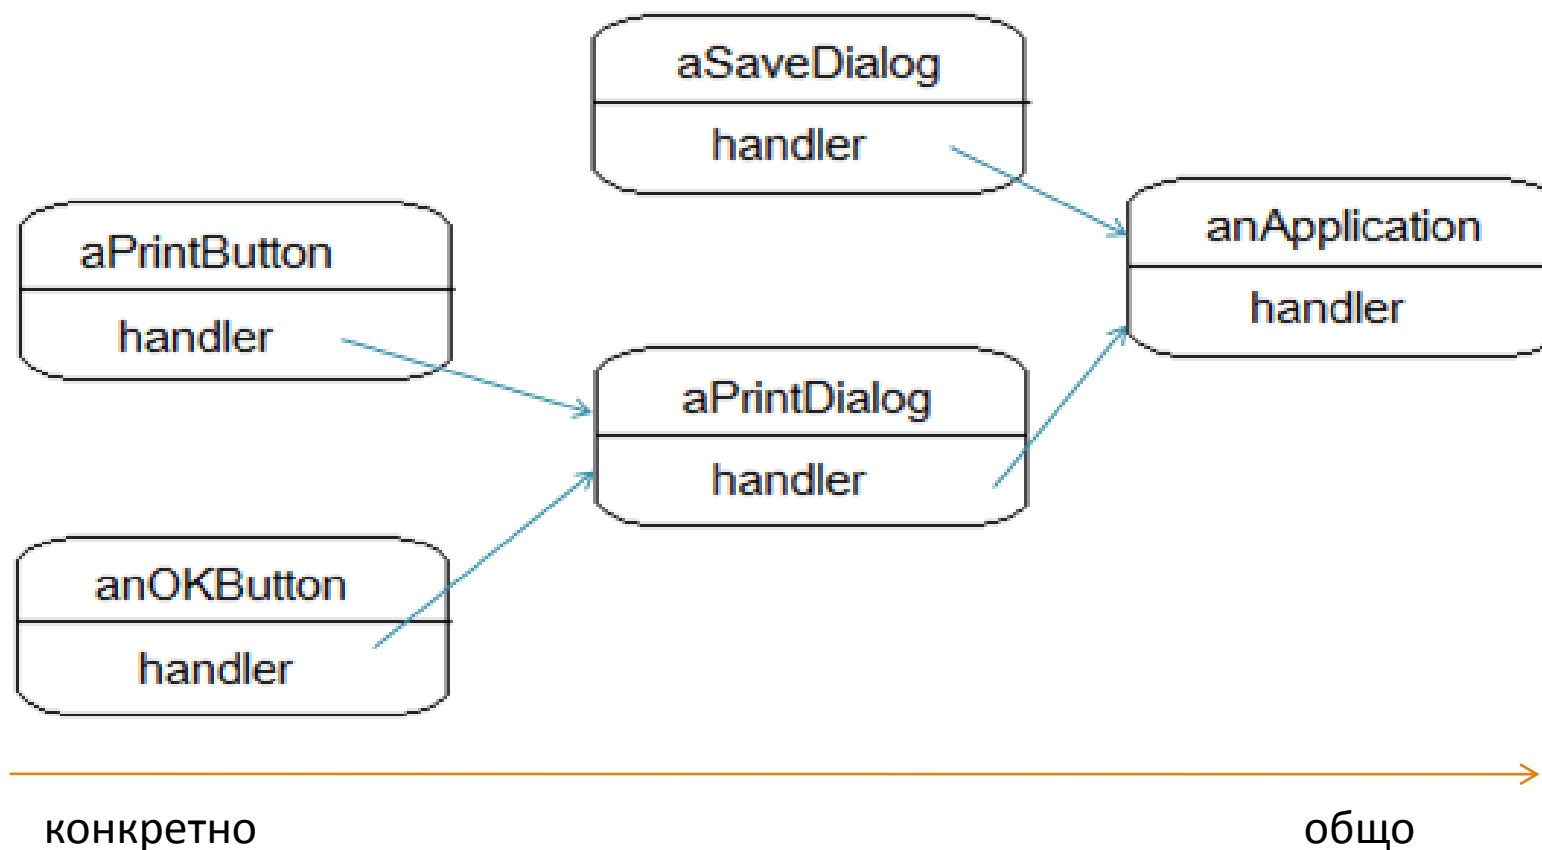 aSaveDialog
handler
aPrintButton
handler
anApplication
handler
aPrintDialog
handler
anOKButton
handler
конкретно
общо